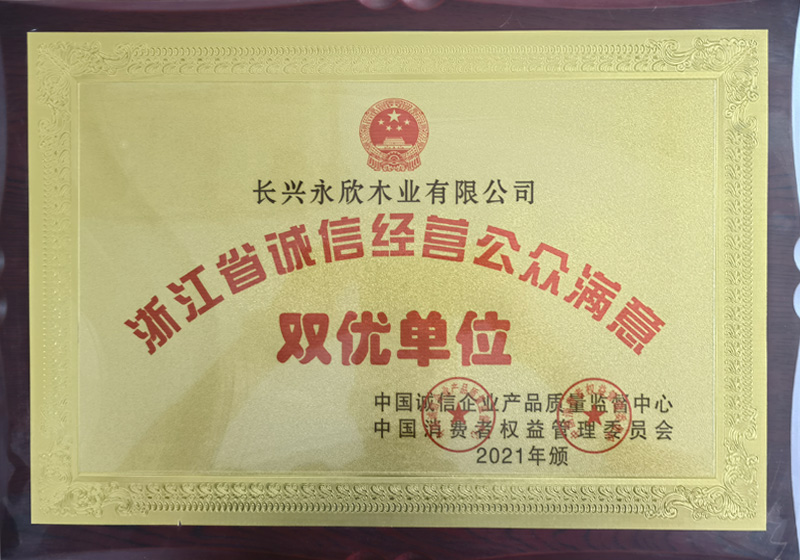 长兴永欣木业有限公司
浙江省诚信经营公众满意
双优单位
中国诚信企业产品质量监督中心
中国消费者权益管理委员会
2021年颁